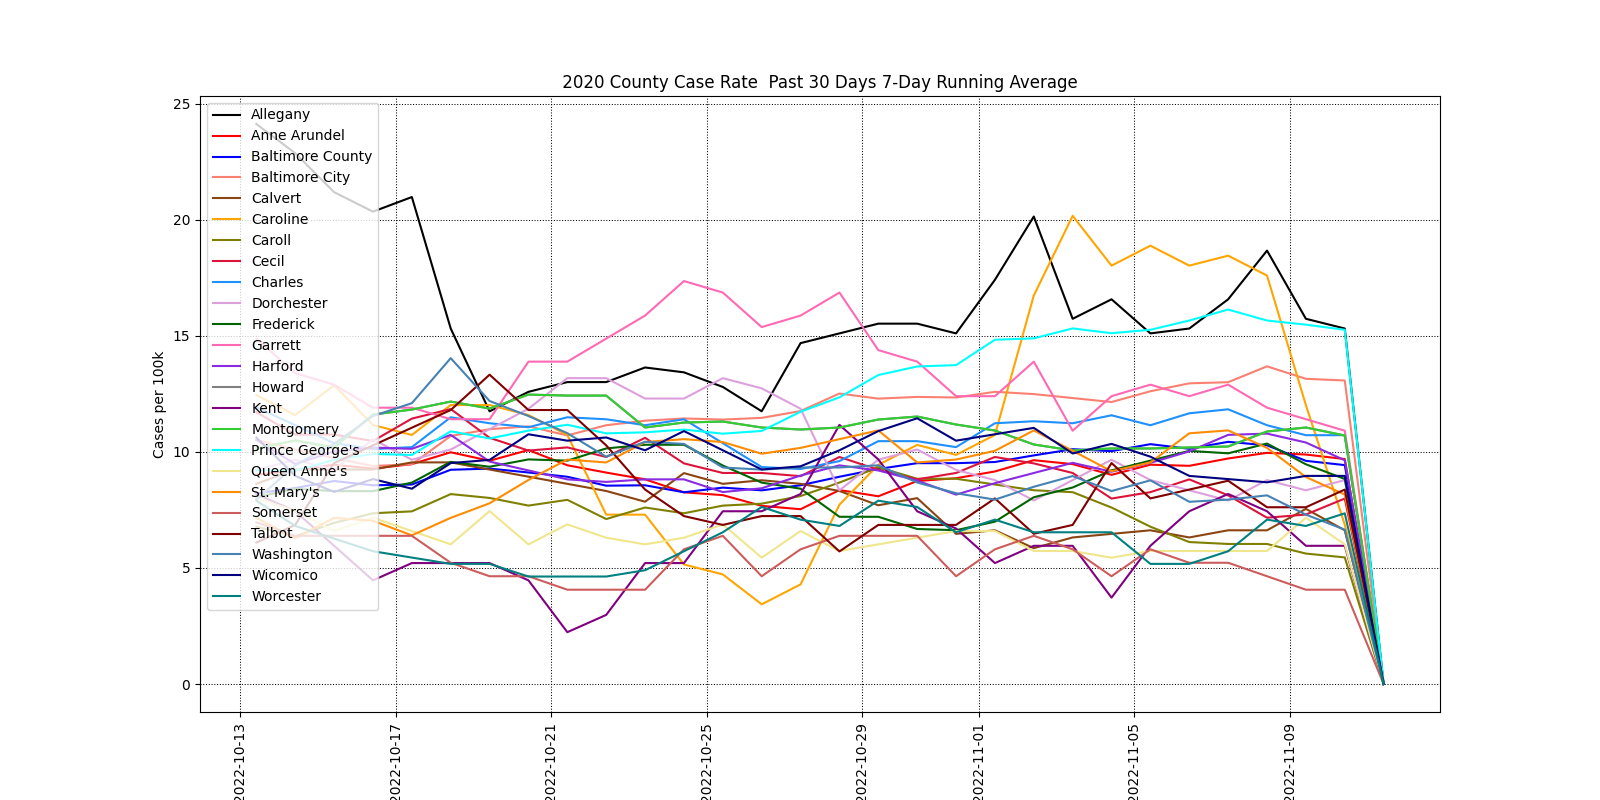 2020 County Case Rate  Past 30 Days 7-Day Running Average
Cases per 100k
25
20
15
10
5
0
Allegany
Anne Arundel
Baltimore County
Baltimore City
Calvert
Caroline
Caroll
Cecil
Charles
Dorchester
Frederick
Garrett
Harford
Howard
Kent
Montgomery
Prince George's
Queen Anne's
St. Mary's
Somerset
Talbot
Washington
Wicomico
Worcester
2022-10-13
2022-10-17
2022-10-21
2022-10-25
2022-10-29
2022-11-01
2022-11-05
2022-11-09